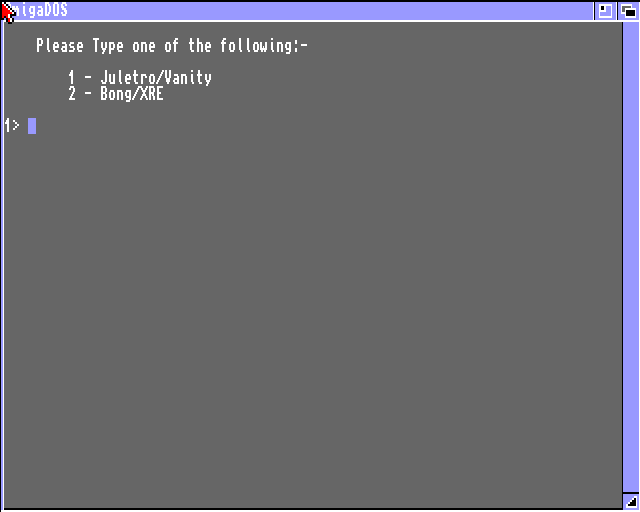 AmigaDOS
Please Type one of the following:-
1 - Juletro/Vanity
2 - Bong/XRE
1>